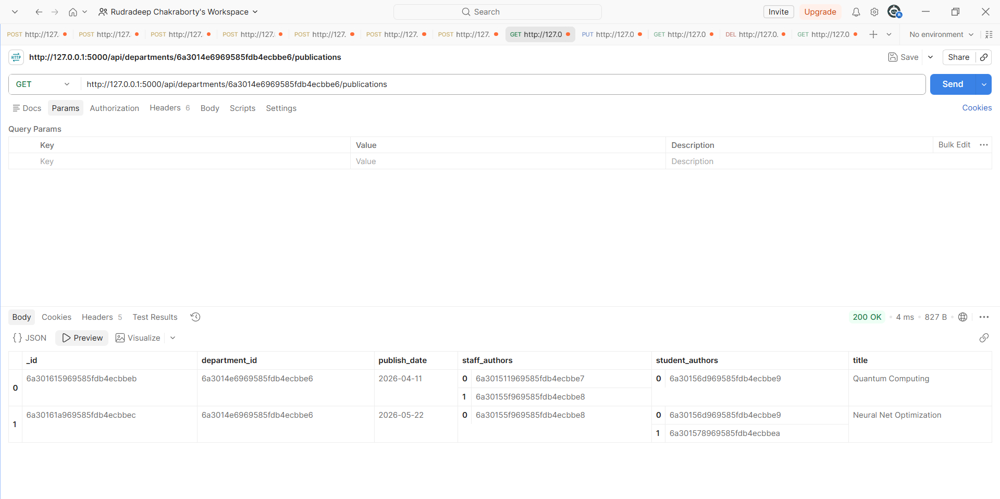 Rudradeep Chakraborty's Workspace Search Invite Upgrade
POST http://127. POST http://127. POST http://127. POST http://127. POST http://127. POST http://127. POST http://127. GET http://127.0 PUT http://127.0 GET http://127.0 DEL http://127.0. GET http://127.0 No environment
HTTP http://127.0.0.1:5000/api/departments/6a3014e6969585fdb4ecbbe6/publications Save Share
GET http://127.0.0.1:5000/api/departments/6a3014e6969585fdb4ecbbe6/publications Send
Docs Params Authorization Headers 6 Body Scripts Settings Cookies
Query Params
Key Value Description Bulk Edit
Key Value Description
Body Cookies Headers 5 Test Results 200 OK 4 ms 827 B
{} JSON Preview Visualize
_id department_id publish_date staff_authors student_authors title
0 6a301615969585fdb4ecbbeb 6a3014e6969585fdb4ecbbe6 2026-04-11 0 6a301511969585fdb4ecbbe7 0 6a30156d969585fdb4ecbbe9 Quantum Computing
1 6a30155f969585fdb4ecbbe8
1 6a30161a969585fdb4ecbbec 6a3014e6969585fdb4ecbbe6 2026-05-22 0 6a30155f969585fdb4ecbbe8 0 6a30156d969585fdb4ecbbe9 Neural Net Optimization
1 6a301578969585fdb4ecbbea